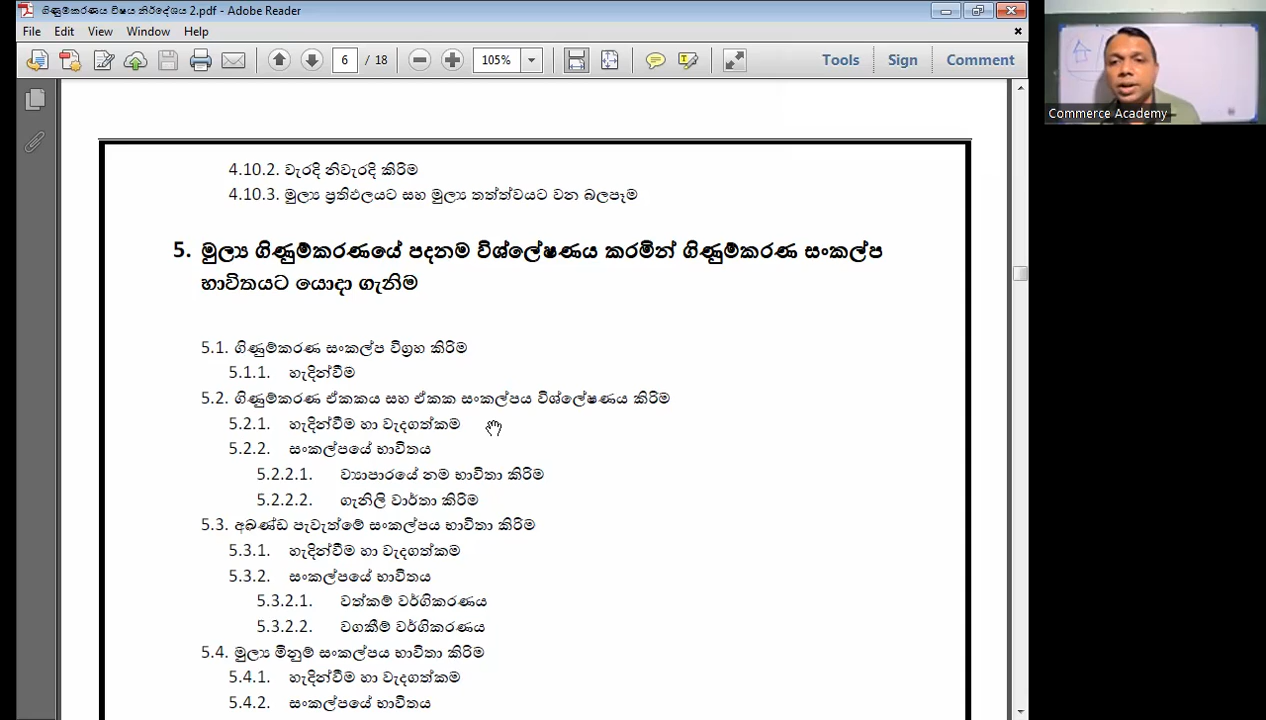 ගිණුම්කරණය විෂය නිර්දේශය 2.pdf - Adobe Reader
File Edit View Window Help
6 / 18 105% Tools Sign Comment
Commerce Academy
4.10.2. වැරදි නිවැරදි කිරීම
4.10.3. මූල්‍ය ප්‍රතිඵලයට සහ මූල්‍ය තත්ත්වයට වන බලපෑම
5. මූල්‍ය ගිණුම්කරණයේ පදනම විශ්ලේෂණය කරමින් ගිණුම්කරණ සංකල්ප
භාවිතයට යොදා ගැනීම
5.1. ගිණුම්කරණ සංකල්ප විග්‍රහ කිරීම
5.1.1. හැඳින්වීම
5.2. ගිණුම්කරණ ඒකකය සහ ඒකක සංකල්පය විශ්ලේෂණය කිරීම
5.2.1. හැඳින්වීම හා වැදගත්කම
5.2.2. සංකල්පයේ භාවිතය
5.2.2.1. ව්‍යාපාරයේ නම භාවිතා කිරීම
5.2.2.2. ගැනිලි වාර්තා කිරීම
5.3. අඛණ්ඩ පැවැත්මේ සංකල්පය භාවිතා කිරීම
5.3.1. හැඳින්වීම හා වැදගත්කම
5.3.2. සංකල්පයේ භාවිතය
5.3.2.1. වත්කම් වර්ගීකරණය
5.3.2.2. වගකීම් වර්ගීකරණය
5.4. මූල්‍ය මිනුම් සංකල්පය භාවිතා කිරීම
5.4.1. හැඳින්වීම හා වැදගත්කම
5.4.2. සංකල්පයේ භාවිතය